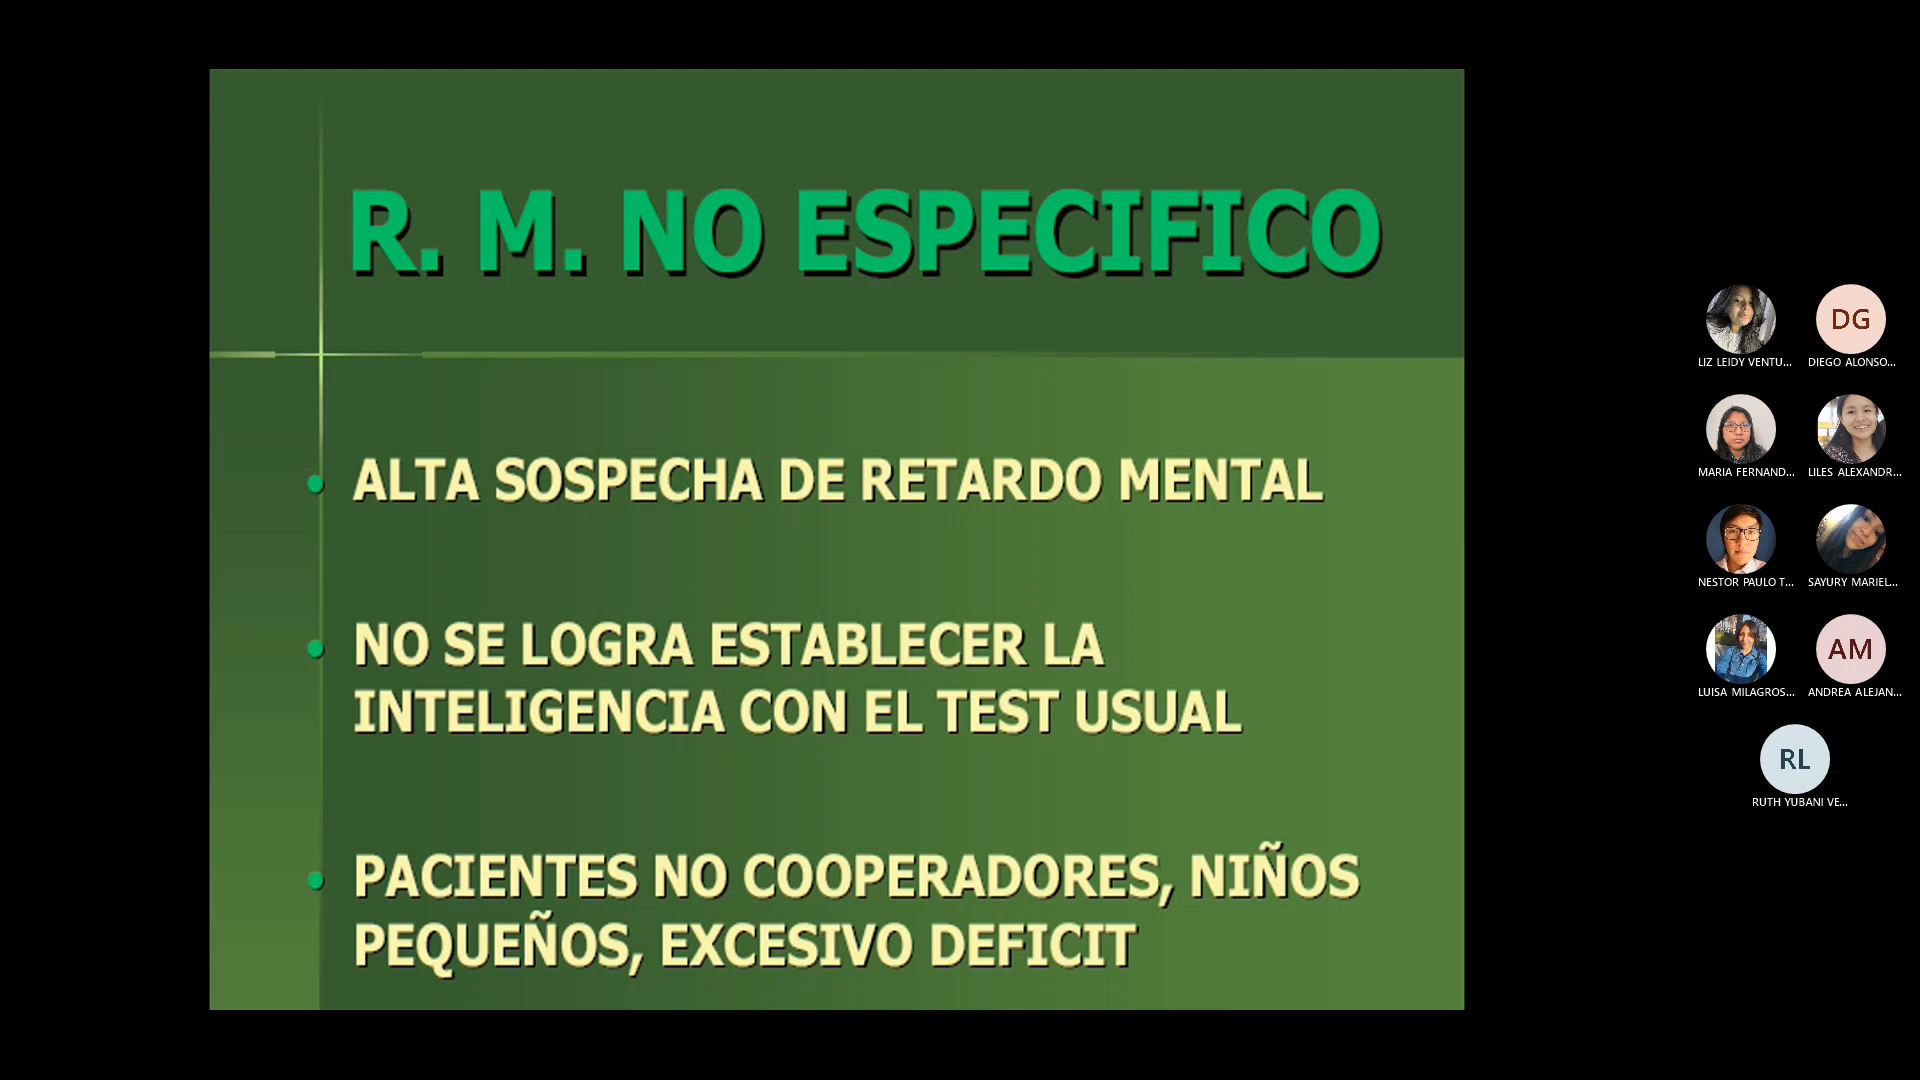 R. M. NO ESPECIFICO
ALTA SOSPECHA DE RETARDO MENTAL
NO SE LOGRA ESTABLECER LA
INTELIGENCIA CON EL TEST USUAL
PACIENTES NO COOPERADORES, NIÑOS
PEQUEÑOS, EXCESIVO DEFICIT
LIZ LEIDY VENTU...
DG
DIEGO ALONSO...
MARIA FERNAND...
LILES ALEXANDR...
NESTOR PAULO T...
SAYURY MARIEL...
LUISA MILAGROS...
AM
ANDREA ALEJAN...
RL
RUTH YUBANI VE...